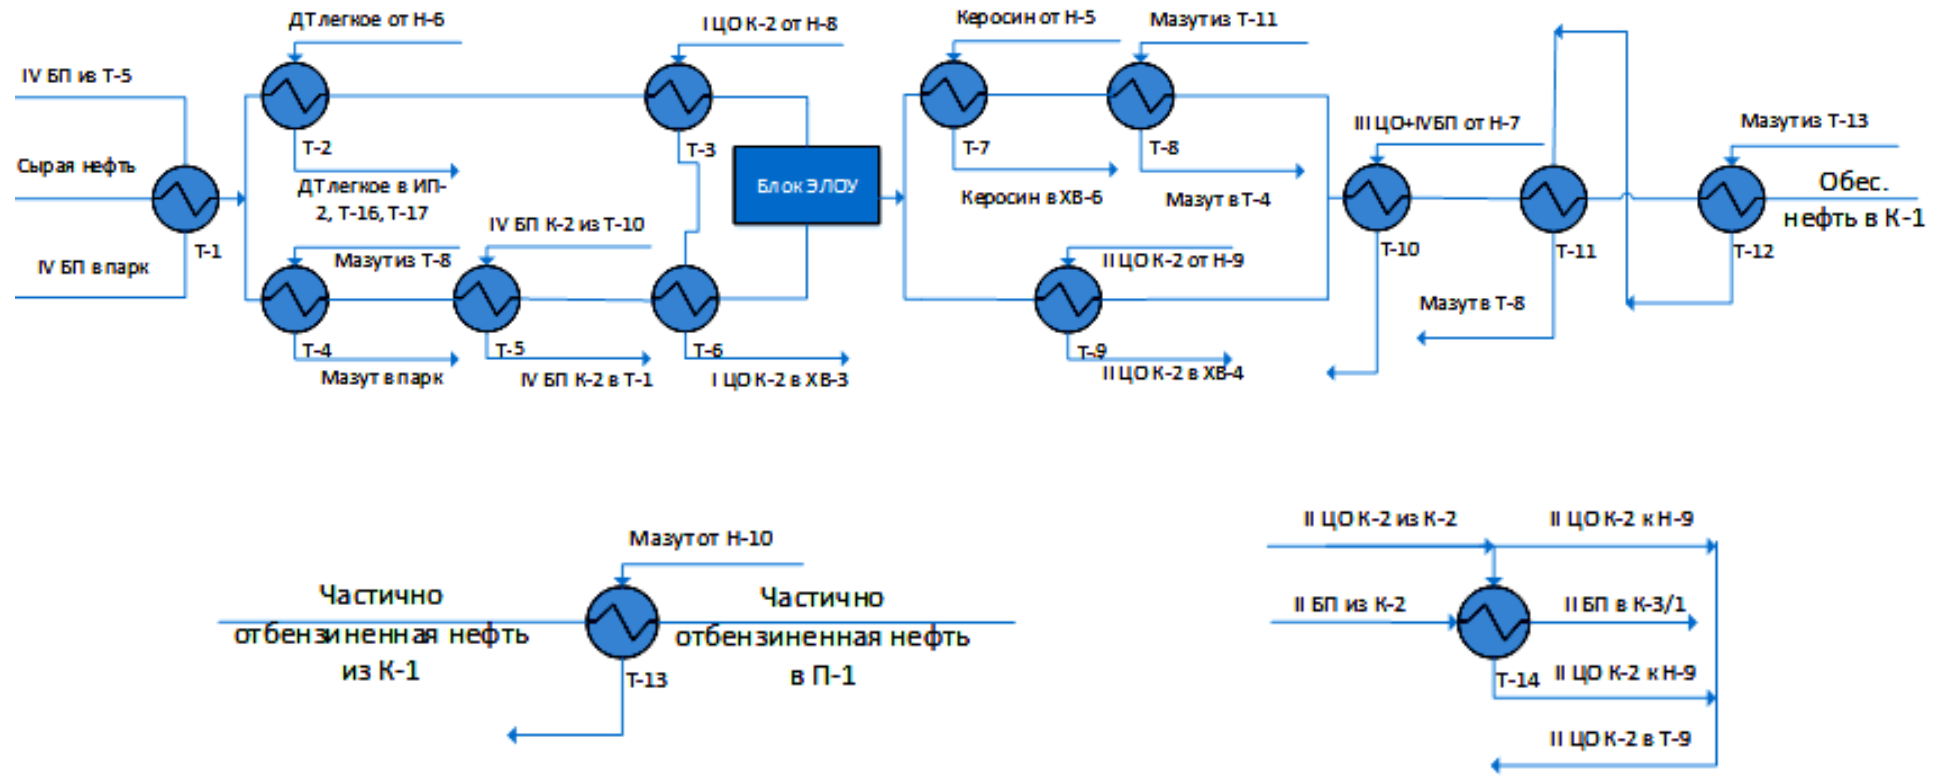 ДТ легкое от Н-6
I ЦО К-2 от Н-8
Керосин от Н-5
Мазут из Т-11
IV БП из Т-5
III ЦО+IVБП от Н-7
Мазут из Т-13
Т-2
Т-3
Т-7
Т-8
Сырая нефть
Блок ЭЛОУ
Обес.
нефть в К-1
ДТ легкое в ИП-
2, Т-16, Т-17
Керосин в ХВ-6
Мазут в Т-4
IV БП К-2 из Т-10
Т-1
Т-10
Т-11
Т-12
IV БП в парк
Мазут из Т-8
II ЦО К-2 от Н-9
Мазут в Т-8
Т-4
Т-5
Т-6
Т-9
Мазут в парк
IV БП К-2 в Т-1
I ЦО К-2 в ХВ-3
II ЦО К-2 в ХВ-4
Мазут от Н-10
Частично
отбензиненная нефть
из К-1
Частично
отбензиненная нефть
в П-1
Т-13
II ЦО К-2 из К-2
II ЦО К-2 к Н-9
II БП из К-2
II БП в К-3/1
Т-14
II ЦО К-2 к Н-9
II ЦО К-2 в Т-9